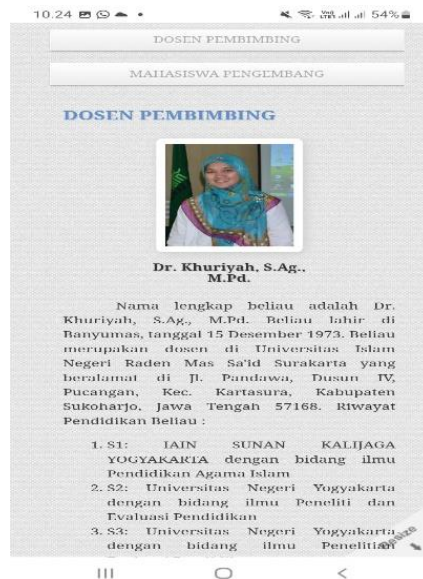 10.24
54%
DOSEN PEMBIMBING
MAHASISWA PENGEMBANG
DOSEN PEMBIMBING
Dr. Khuriyah, S.Ag.,
M.Pd.
Nama lengkap beliau adalah Dr.
Khuriyah, S.Ag., M.Pd. Beliau lahir di
Banyumas, tanggal 15 Desember 1973. Beliau
merupakan dosen di Universitas Islam
Negeri Raden Mas Sa'id Surakarta yang
beralamat di Jl. Pandawa, Dusun IV,
Pucangan, Kec. Kartasura, Kabupaten
Sukoharjo, Jawa Tengah 57168. Riwayat
Pendidikan Beliau :
1. S1: IAIN SUNAN KALIJAGA
YOGYAKARTA dengan bidang ilmu
Pendidikan Agama Islam
2. S2: Universitas Negeri Yogyakarta
dengan bidang ilmu Peneliti dan
Evaluasi Pendidikan
3. S3: Universitas Negeri Yogyakarta
dengan bidang ilmu Penelitian
Resize